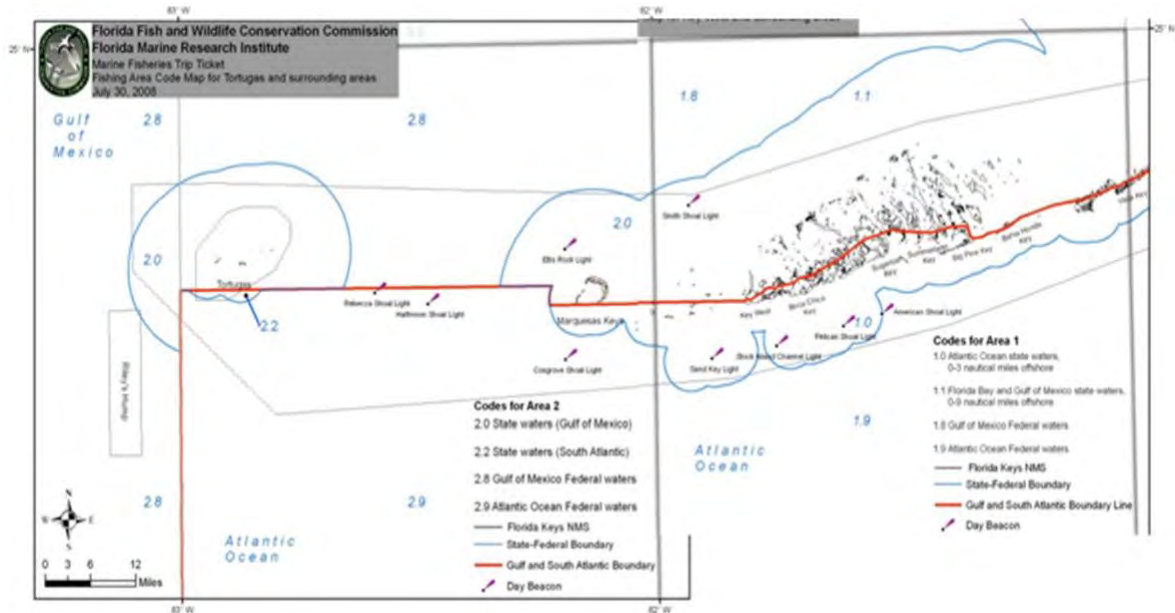 83° W
82° W
Florida Fish and Wildlife Conservation Commission
Florida Marine Research Institute
Marine Fisheries Trip Ticket
Fishing Area Code Map for Tortugas and surrounding areas
July 30, 2008
25° N
25° N
Gulf
of
Mexico
2.8
2.8
1.8
1.1
Smith Shoal Light
2.0
2.0
Ellis Rock Light
Tortugas
Rebecca Shoal Light
Halfmoon Shoal Light
2.2
Marquesas Keys
Key West
Boca Chica
Key
Sugarloaf
Key
Summerland
Key
Big Pine Key
Bahia Honda
Key
1.0
American Shoal Light
Pelican Shoal Light
Stock Island Channel Light
Sand Key Light
Cosgrove Shoal Light
Riley's Hump
Codes for Area 1
1.0 Atlantic Ocean state waters,
0-3 nautical miles offshore
1.1 Florida Bay and Gulf of Mexico state waters,
0-9 nautical miles offshore
1.8 Gulf of Mexico Federal waters
1.9 Atlantic Ocean Federal waters
Florida Keys NMS
State-Federal Boundary
Gulf and South Atlantic Boundary Line
Day Beacon
1.9
Atlantic
Ocean
Codes for Area 2
2.0 State waters (Gulf of Mexico)
2.2 State waters (South Atlantic)
2.8 Gulf of Mexico Federal waters
2.9 Atlantic Ocean Federal waters
Florida Keys NMS
State-Federal Boundary
Gulf and South Atlantic Boundary
Day Beacon
2.8
2.9
Atlantic
Ocean
N
W E
S
0 3 6 12
Miles
83° W
82° W